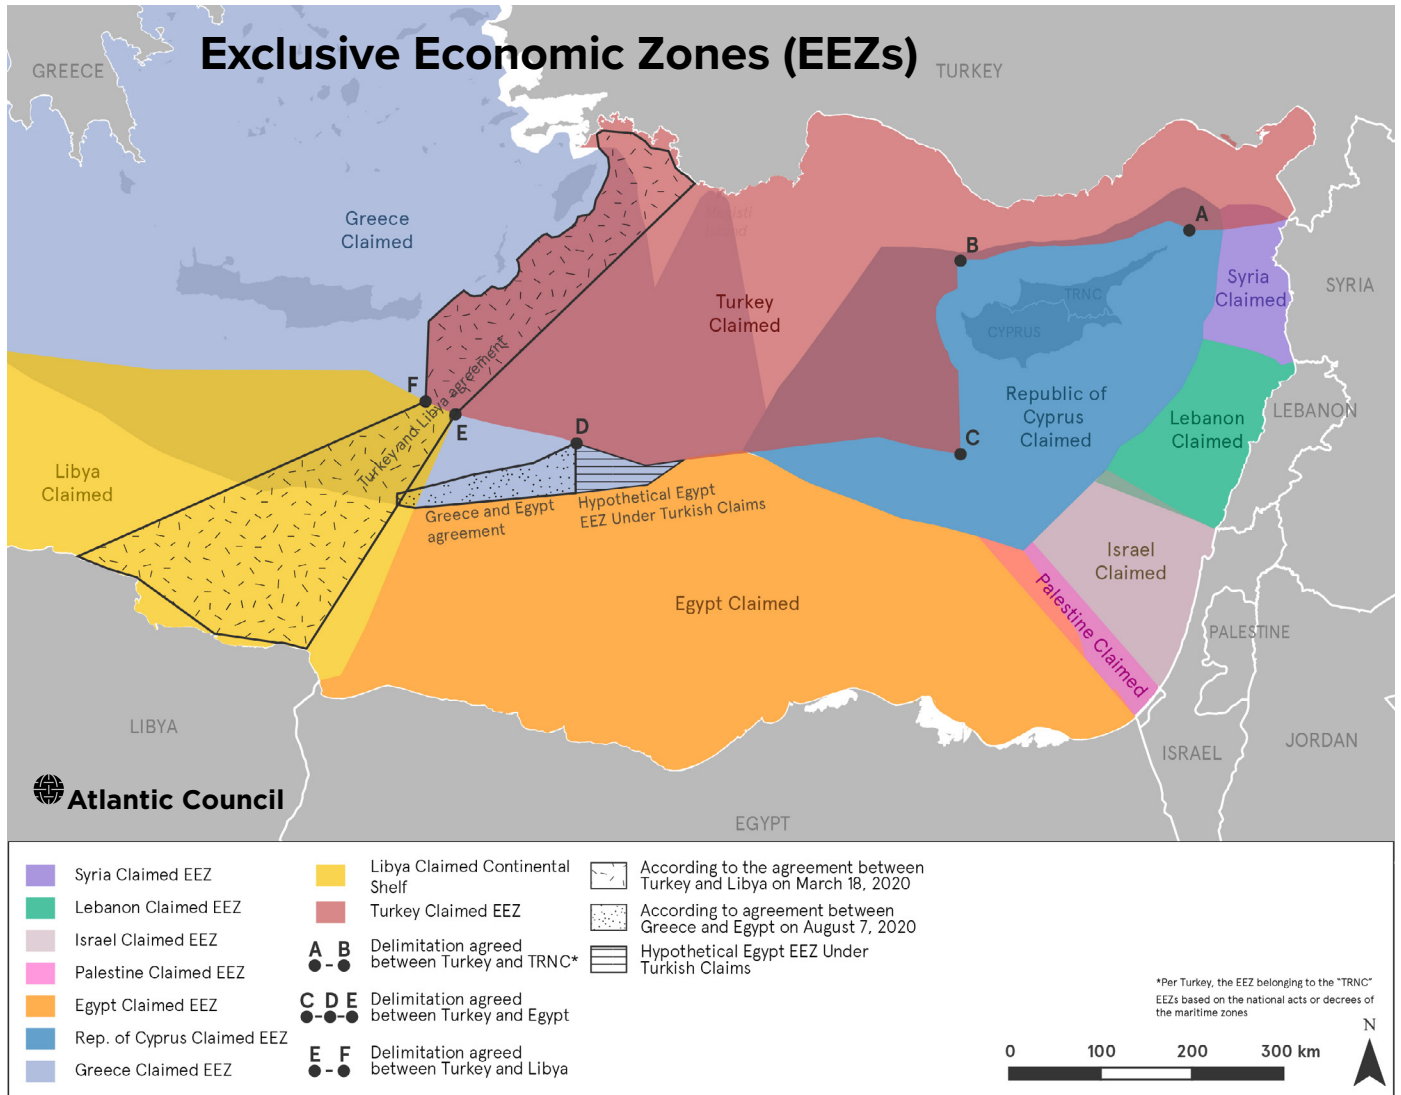 Exclusive Economic Zones (EEZs)
GREECE
TURKEY
Greece
Claimed
A
B
Turkey
Claimed
Syria
Claimed
SYRIA
TRNC
CYPRUS
F
Turkey and Libya agreement
E
D
C
Republic of
Cyprus
Claimed
Lebanon
Claimed
LEBANON
Libya
Claimed
Greece and Egypt
agreement
Hypothetical Egypt
EEZ Under Turkish Claims
Israel
Claimed
Egypt Claimed
Palestine Claimed
PALESTINE
LIBYA
ISRAEL
JORDAN
EGYPT
Atlantic Council
Syria Claimed EEZ
Lebanon Claimed EEZ
Israel Claimed EEZ
Palestine Claimed EEZ
Egypt Claimed EEZ
Rep. of Cyprus Claimed EEZ
Greece Claimed EEZ
Libya Claimed Continental
Shelf
Turkey Claimed EEZ
A B
Delimitation agreed
between Turkey and TRNC*
C D E
Delimitation agreed
between Turkey and Egypt
E F
Delimitation agreed
between Turkey and Libya
According to the agreement between
Turkey and Libya on March 18, 2020
According to agreement between
Greece and Egypt on August 7, 2020
Hypothetical Egypt EEZ Under
Turkish Claims
*Per Turkey, the EEZ belonging to the "TRNC"
EEZs based on the national acts or decrees of
the maritime zones
N
0 100 200 300 km